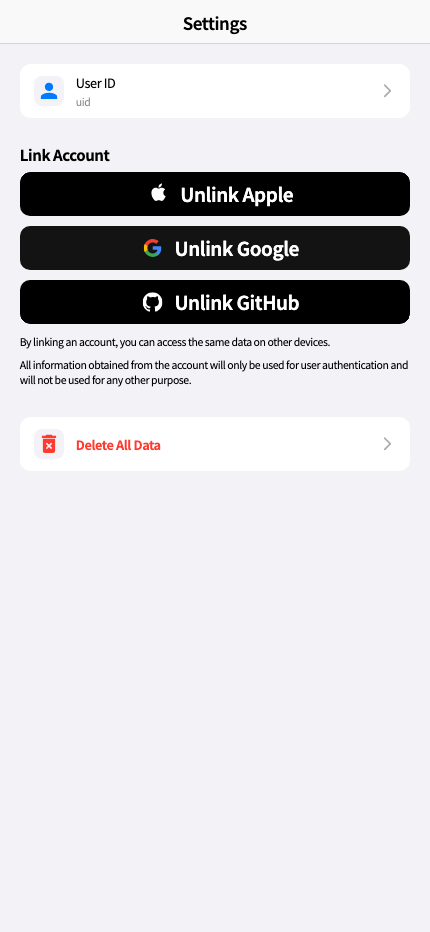 Settings
User ID
uid
Link Account
Unlink Apple
Unlink Google
Unlink GitHub
By linking an account, you can access the same data on other devices.
All information obtained from the account will only be used for user authentication and
will not be used for any other purpose.
Delete All Data